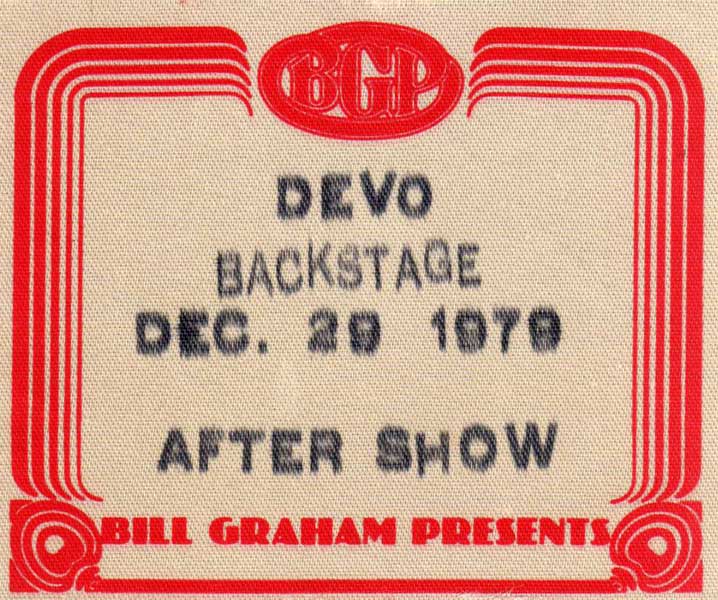 BGP
DEVO
BACKSTAGE
DEC. 29 1979
AFTER SHOW
BILL GRAHAM PRESENTS